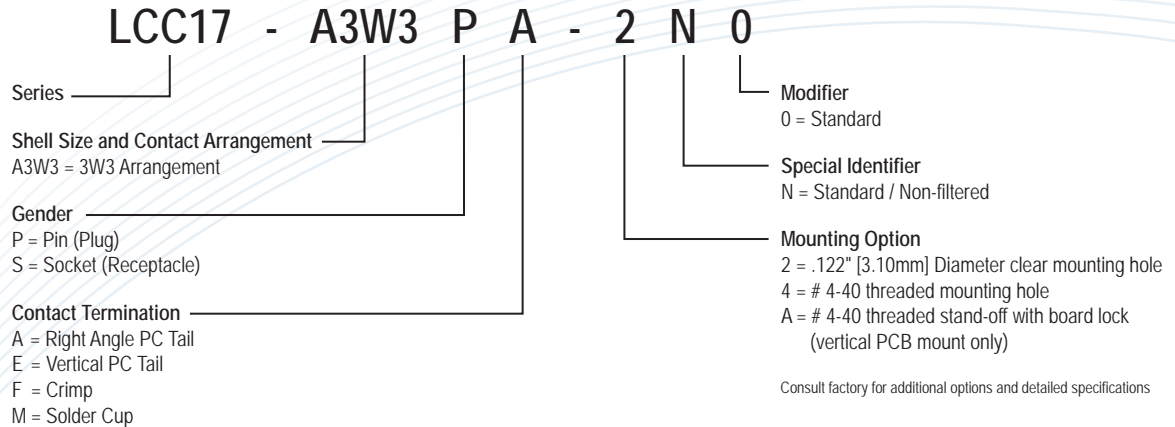 LCC17 - A3W3 P A - 2 N 0
Series
Shell Size and Contact Arrangement
A3W3 = 3W3 Arrangement
Gender
P = Pin (Plug)
S = Socket (Receptacle)
Contact Termination
A = Right Angle PC Tail
E = Vertical PC Tail
F = Crimp
M = Solder Cup
Modifier
0 = Standard
Special Identifier
N = Standard / Non-filtered
Mounting Option
2 = .122" [3.10mm] Diameter clear mounting hole
4 = # 4-40 threaded mounting hole
A = # 4-40 threaded stand-off with board lock
(vertical PCB mount only)
Consult factory for additional options and detailed specifications